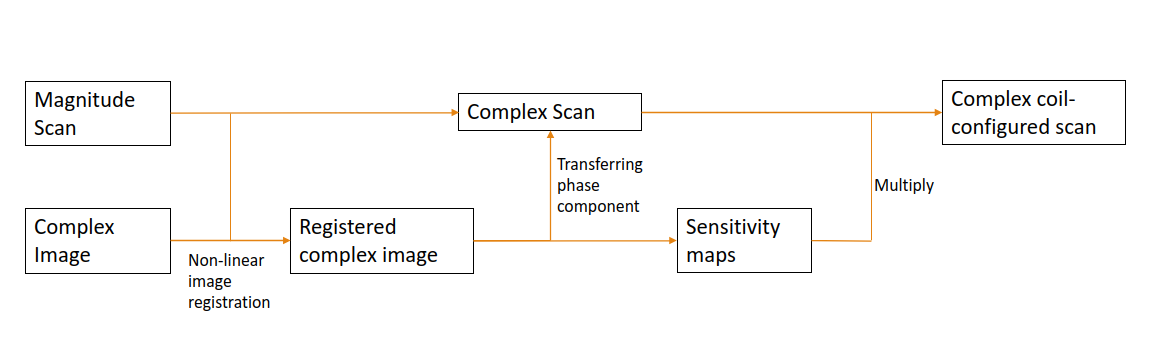 Magnitude
Scan
Complex Scan
Complex coil-
configured scan
Transferring
phase
component
Multiply
Complex
Image
Non-linear
image
registration
Registered
complex image
Sensitivity
maps